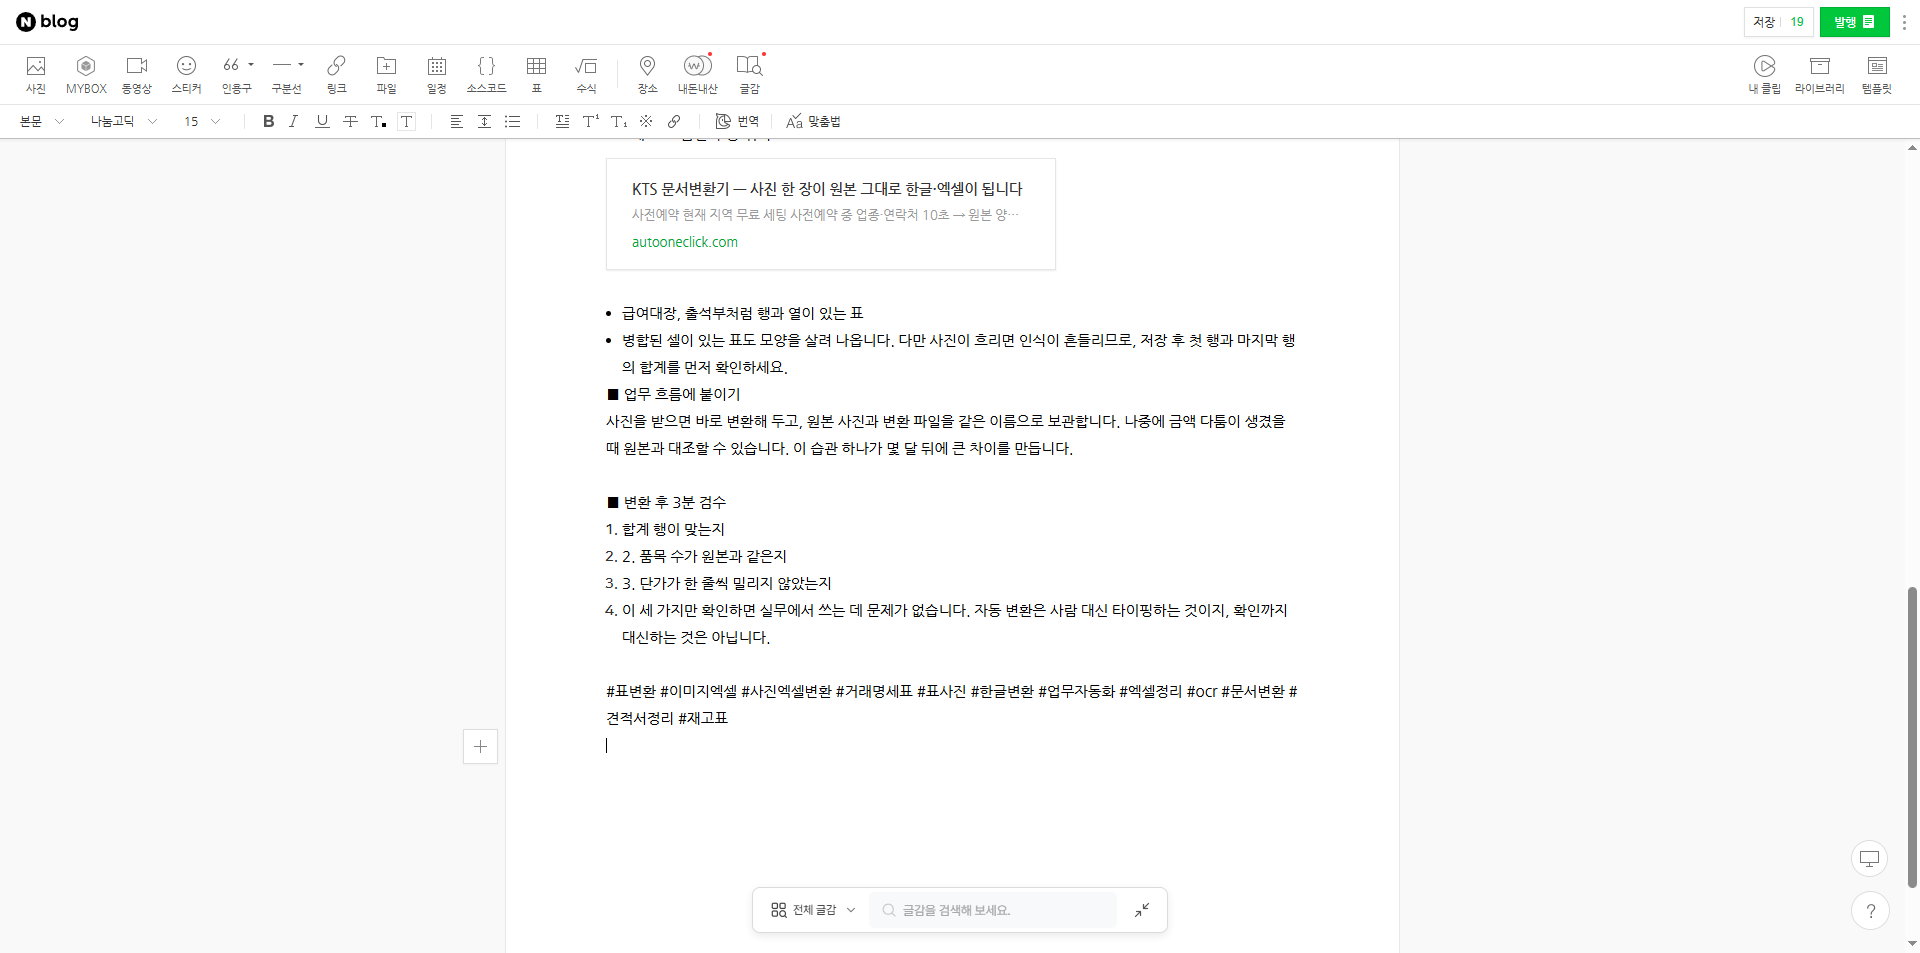 N blog
저장 19 발행
사진 MYBOX 동영상 스티커 인용구 구분선 링크 파일 일정 소스코드 표 수식 장소 내돈내산 글감 내 클립 라이브러리 템플릿
본문 나눔고딕 15 B I U T T. T T¹ T₁ ※ 번역 맞춤법
KTS 문서변환기 — 사진 한 장이 원본 그대로 한글·엑셀이 됩니다
사전예약 현재 지역 무료 세팅 사전예약 중 업종·연락처 10초 → 원본 양…
autooneclick.com
• 급여대장, 출석부처럼 행과 열이 있는 표
• 병합된 셀이 있는 표도 모양을 살려 나옵니다. 다만 사진이 흐리면 인식이 흔들리므로, 저장 후 첫 행과 마지막 행
의 합계를 먼저 확인하세요.
■ 업무 흐름에 붙이기
사진을 받으면 바로 변환해 두고, 원본 사진과 변환 파일을 같은 이름으로 보관합니다. 나중에 금액 다툼이 생겼을
때 원본과 대조할 수 있습니다. 이 습관 하나가 몇 달 뒤에 큰 차이를 만듭니다.
■ 변환 후 3분 검수
1. 합계 행이 맞는지
2. 2. 품목 수가 원본과 같은지
3. 3. 단가가 한 줄씩 밀리지 않았는지
4. 이 세 가지만 확인하면 실무에서 쓰는 데 문제가 없습니다. 자동 변환은 사람 대신 타이핑하는 것이지, 확인까지
대신하는 것은 아닙니다.
#표변환 #이미지엑셀 #사진엑셀변환 #거래명세표 #표사진 #한글변환 #업무자동화 #엑셀정리 #ocr #문서변환 #
견적서정리 #재고표
전체 글감 글감을 검색해 보세요.
?